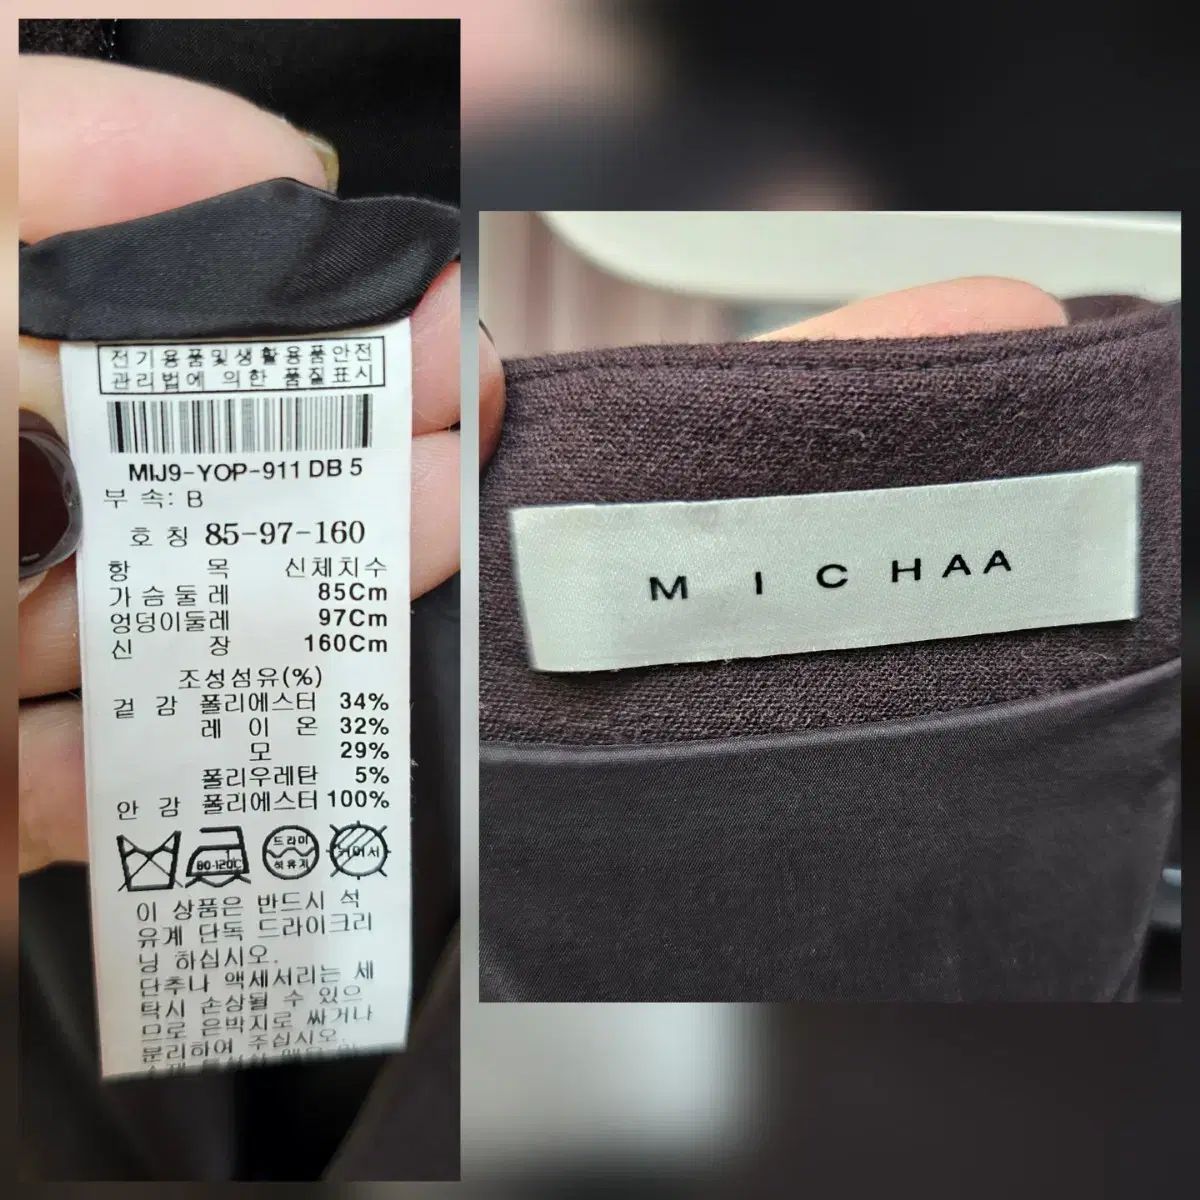 전기용품및생활용품안전
관리법에 의한 품질표시
MIJ9-YOP-911 DB 5
부 속: B
호 칭 85-97-160
항 목 신체치수
가슴둘레 85Cm
엉덩이둘레 97Cm
신 장 160Cm
조성섬유(%)
겉 감 폴리에스터 34%
레 이 온 32%
모 29%
폴리우레탄 5%
안 감 폴리에스터 100%
80-120C
드라이
석유계
이 상품은 반드시 석
유계 단독 드라이크리
닝 하십시오.
단추나 액세서리는 세
탁시 손상될 수 있으
므로 은박지로 싸거나
분리하여 주십시오.
MICHAA